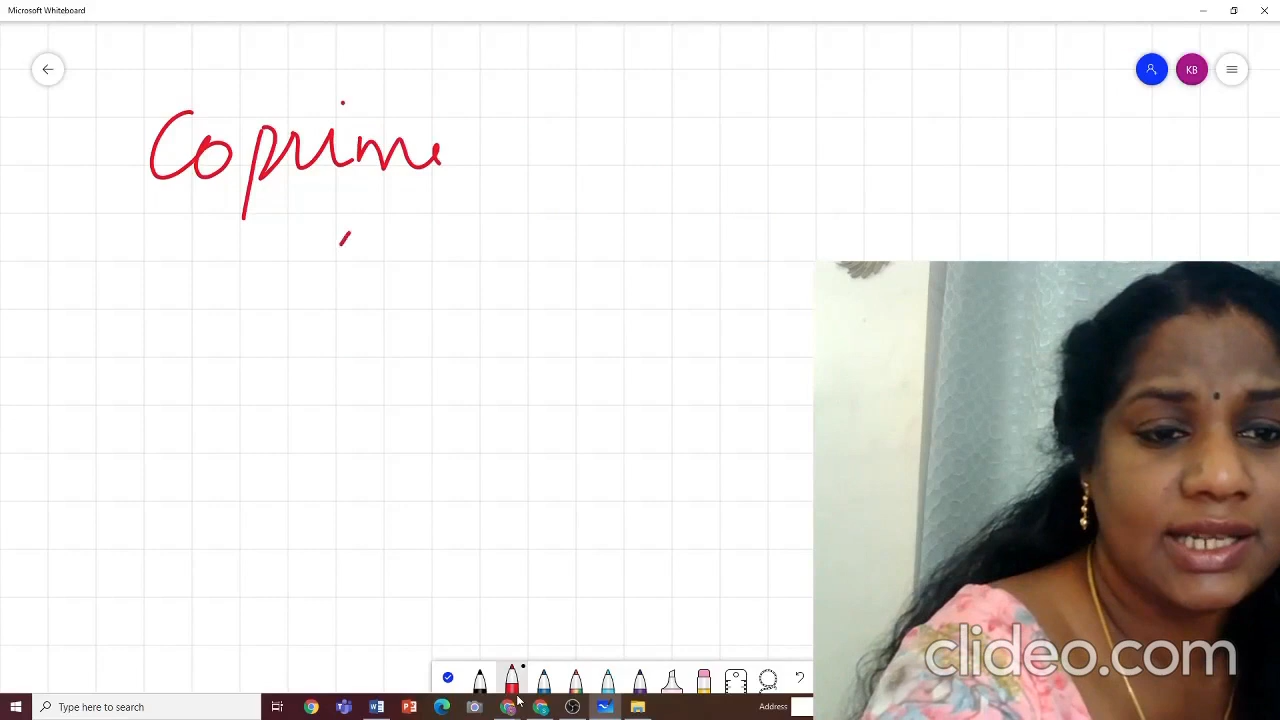 Microsoft Whiteboard
KB
Coprime
clideo.com
Type here to search
Address